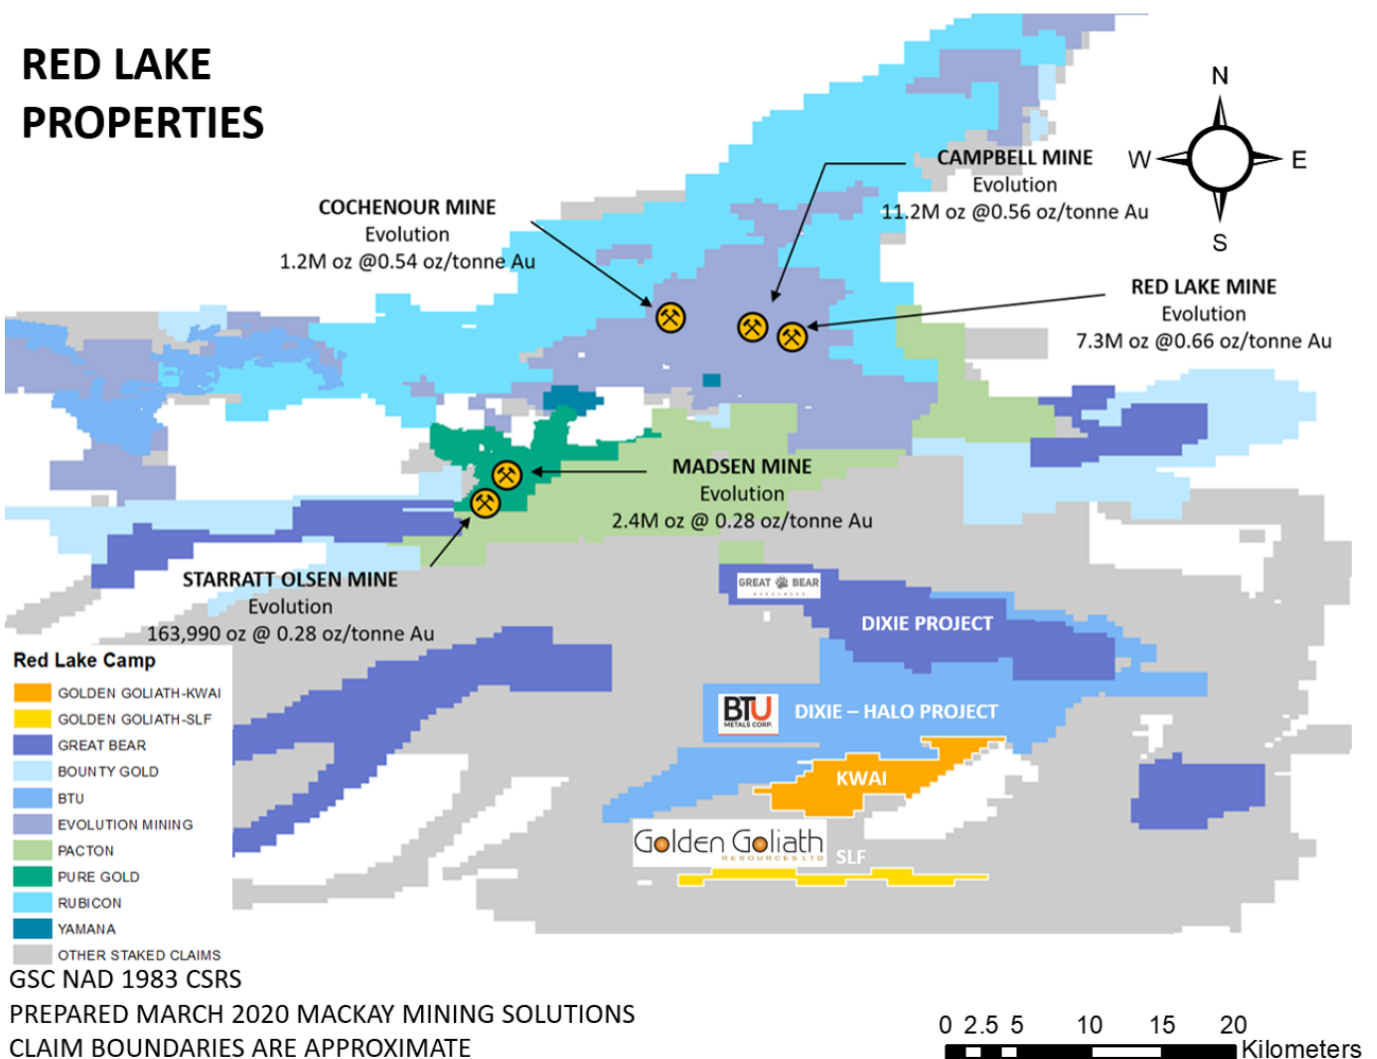 RED LAKE
PROPERTIES
N
W
E
S
CAMPBELL MINE
Evolution
11.2M oz @0.56 oz/tonne Au
COCHENOUR MINE
Evolution
1.2M oz @0.54 oz/tonne Au
RED LAKE MINE
Evolution
7.3M oz @0.66 oz/tonne Au
MADSEN MINE
Evolution
2.4M oz @ 0.28 oz/tonne Au
STARRATT OLSEN MINE
Evolution
163,990 oz @ 0.28 oz/tonne Au
GREAT BEAR
RESOURCES
DIXIE PROJECT
BTU
METALS CORP.
DIXIE – HALO PROJECT
KWAI
Golden Goliath
RESOURCES LTD
SLF
Red Lake Camp
GOLDEN GOLIATH-KWAI
GOLDEN GOLIATH-SLF
GREAT BEAR
BOUNTY GOLD
BTU
EVOLUTION MINING
PACTON
PURE GOLD
RUBICON
YAMANA
OTHER STAKED CLAIMS
GSC NAD 1983 CSRS
PREPARED MARCH 2020 MACKAY MINING SOLUTIONS
CLAIM BOUNDARIES ARE APPROXIMATE
0 2.5 5 10 15 20
Kilometers